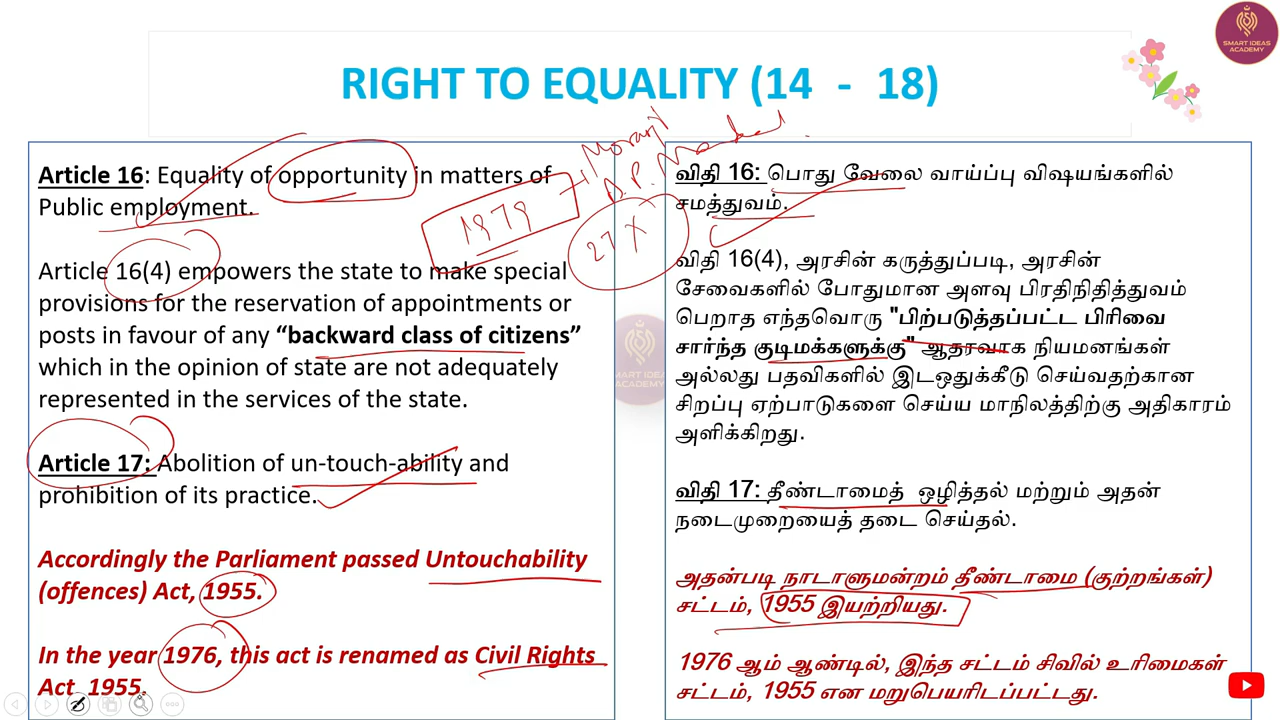 SMART IDEAS
ACADEMY
RIGHT TO EQUALITY (14 - 18)
Article 16: Equality of opportunity in matters of
Public employment.
Article 16(4) empowers the state to make special
provisions for the reservation of appointments or
posts in favour of any “backward class of citizens”
which in the opinion of state are not adequately
represented in the services of the state.
Article 17: Abolition of un-touch-ability and
prohibition of its practice.
Accordingly the Parliament passed Untouchability
(offences) Act, 1955.
In the year 1976, this act is renamed as Civil Rights
Act 1955.
1979
Morarji
B.P. Mandal
27
SMART IDEAS
ACADEMY
விதி 16: பொது வேலை வாய்ப்பு விஷயங்களில்
சமத்துவம்.
விதி 16(4), அரசின் கருத்துப்படி, அரசின்
சேவைகளில் போதுமான அளவு பிரதிநிதித்துவம்
பெறாத எந்தவொரு "பிற்படுத்தப்பட்ட பிரிவை
சார்ந்த குடிமக்களுக்கு" ஆதரவாக நியமனங்கள்
அல்லது பதவிகளில் இடஒதுக்கீடு செய்வதற்கான
சிறப்பு ஏற்பாடுகளை செய்ய மாநிலத்திற்கு அதிகாரம்
அளிக்கிறது.
விதி 17: தீண்டாமைத் ஒழித்தல் மற்றும் அதன்
நடைமுறையைத் தடை செய்தல்.
அதன்படி நாடாளுமன்றம் தீண்டாமை (குற்றங்கள்)
சட்டம், 1955 இயற்றியது.
1976 ஆம் ஆண்டில், இந்த சட்டம் சிவில் உரிமைகள்
சட்டம், 1955 என மறுபெயரிடப்பட்டது.